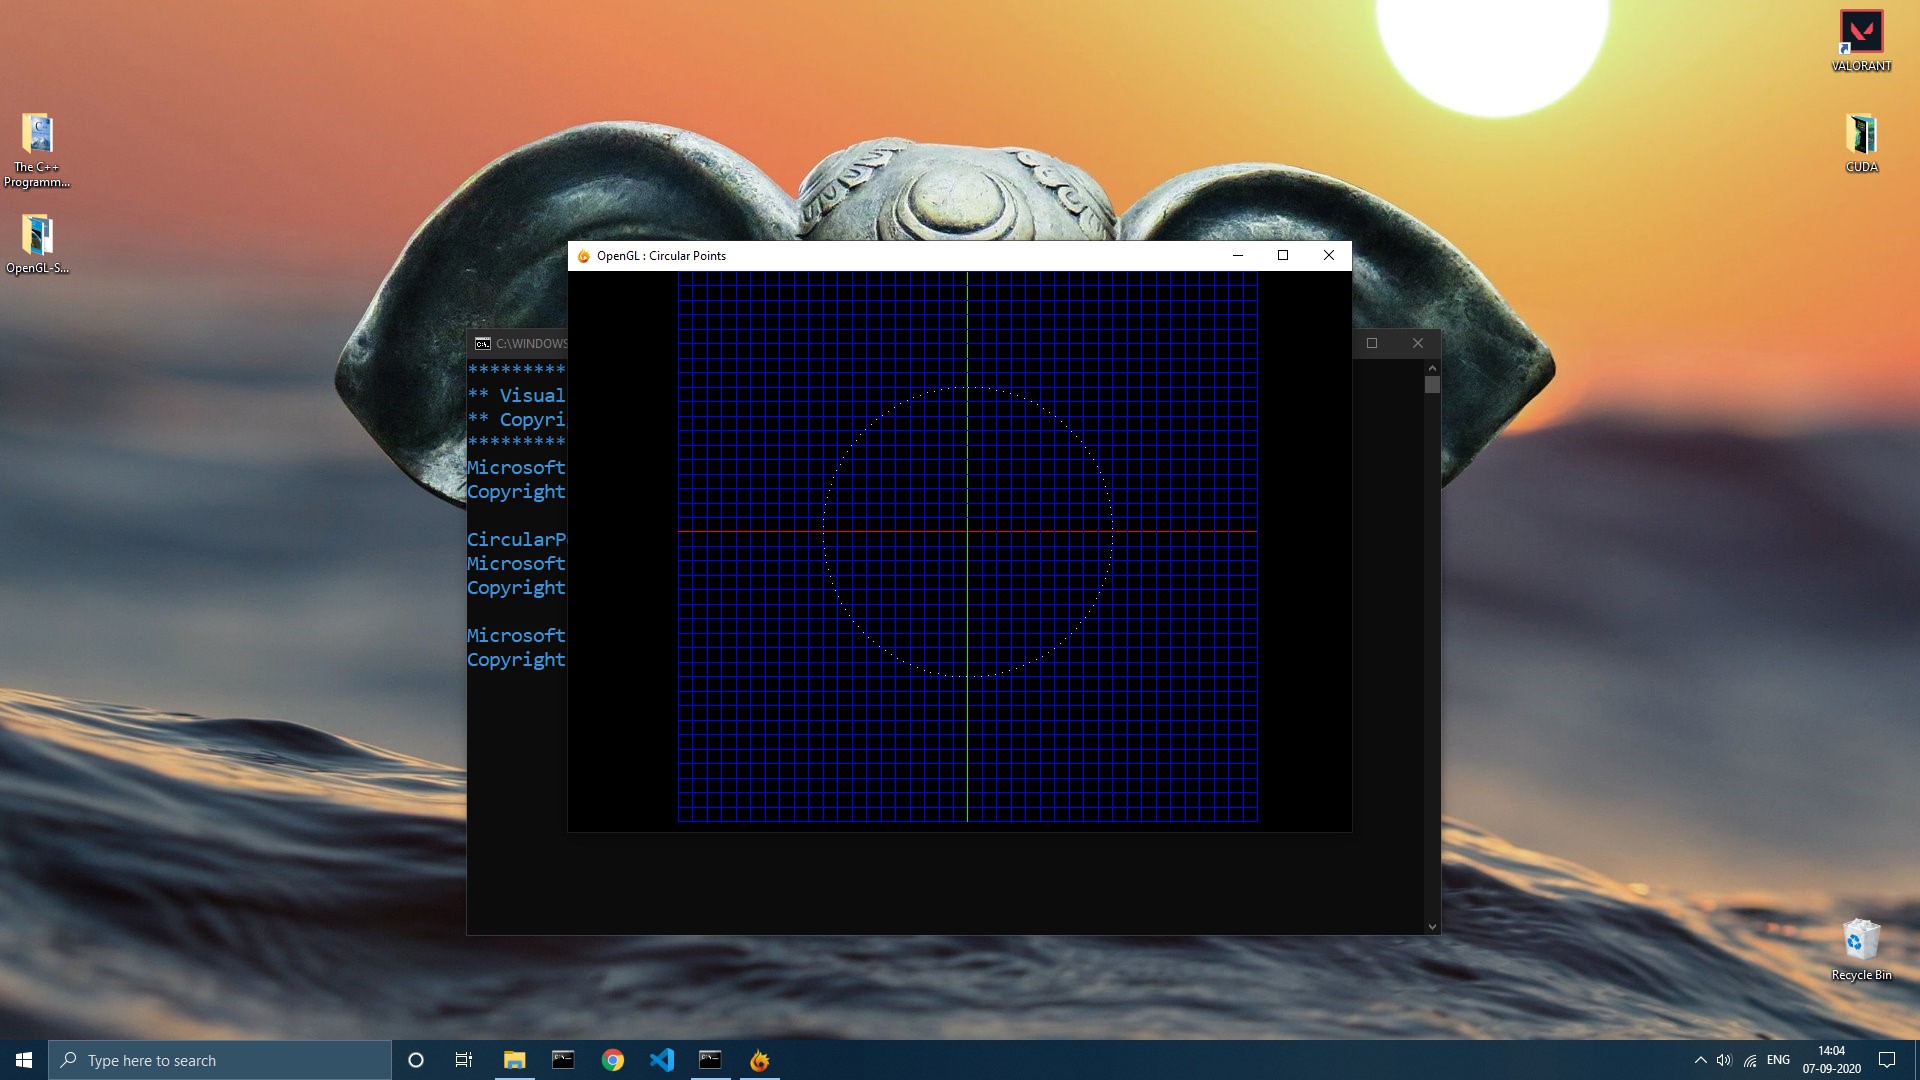 VALORANT
The C++
Programm...
CUDA
OpenGL-S...
OpenGL : Circular Points
C:\WINDOWS
**********
** Visual
** Copyri
**********
Microsoft
Copyright
CircularP
Microsoft
Copyright
Microsoft
Copyright
Recycle Bin
Type here to search
ENG
14:04
07-09-2020